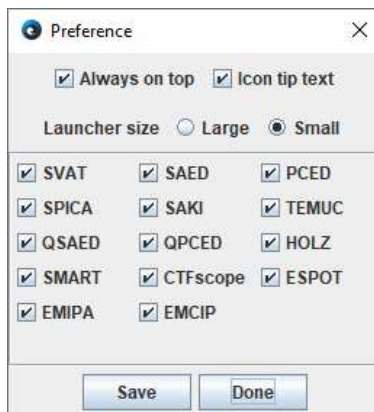 Preference
Always on top Icon tip text
Launcher size Large Small
SVAT SAED PCED
SPICA SAKI TEMUC
QSAED QPCED HOLZ
SMART CTFscope ESPOT
EMIPA EMCIP
Save Done